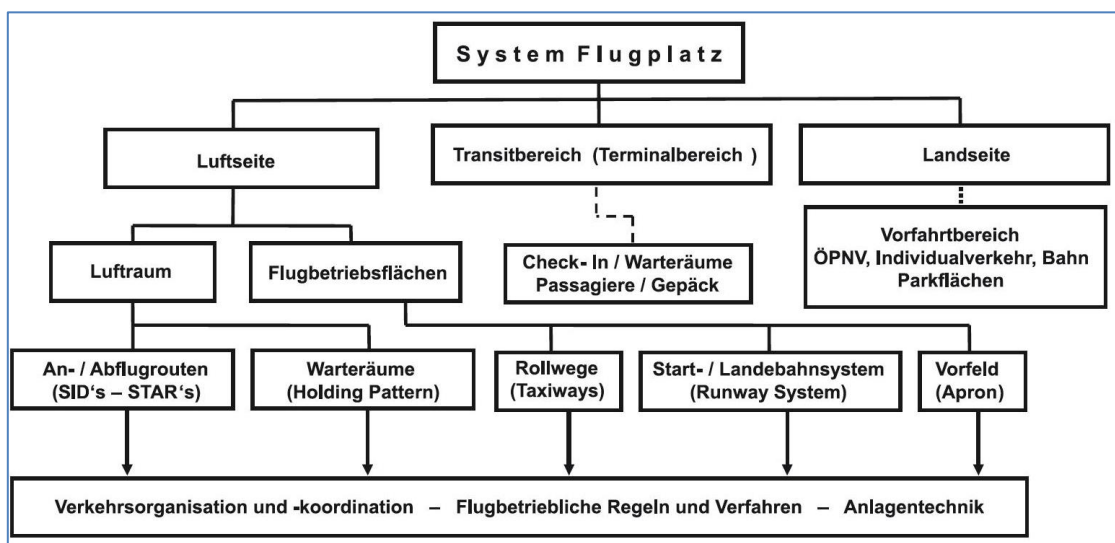 System Flugplatz
Luftseite
Transitbereich (Terminalbereich )
Landseite
Luftraum
Flugbetriebsflächen
Check- In / Warteräume
Passagiere / Gepäck
Vorfahrtbereich
ÖPNV, Individualverkehr, Bahn
Parkflächen
An- / Abflugrouten
(SID‘s – STAR‘s)
Warteräume
(Holding Pattern)
Rollwege
(Taxiways)
Start- / Landebahnsystem
(Runway System)
Vorfeld
(Apron)
Verkehrsorganisation und -koordination – Flugbetriebliche Regeln und Verfahren – Anlagentechnik